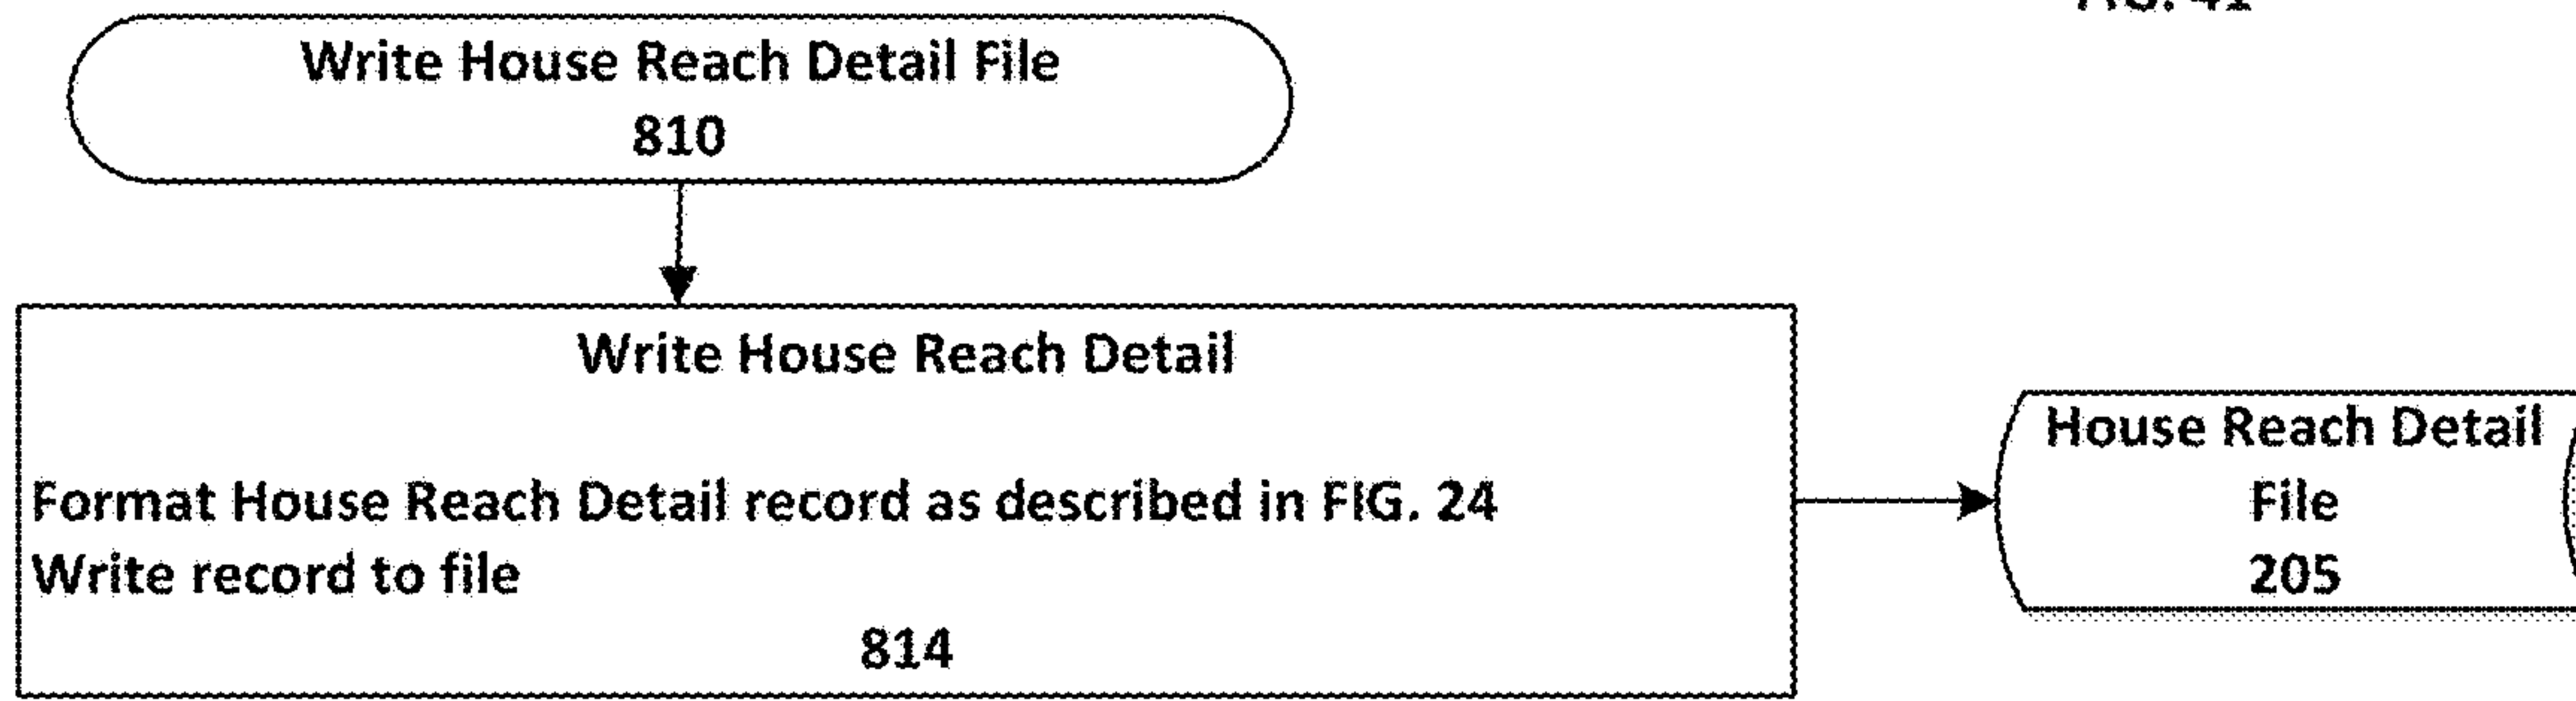 Write House Reach Detail File
810
Write House Reach Detail
Format House Reach Detail record as described in FIG. 24
Write record to file
814
House Reach Detail
File
205